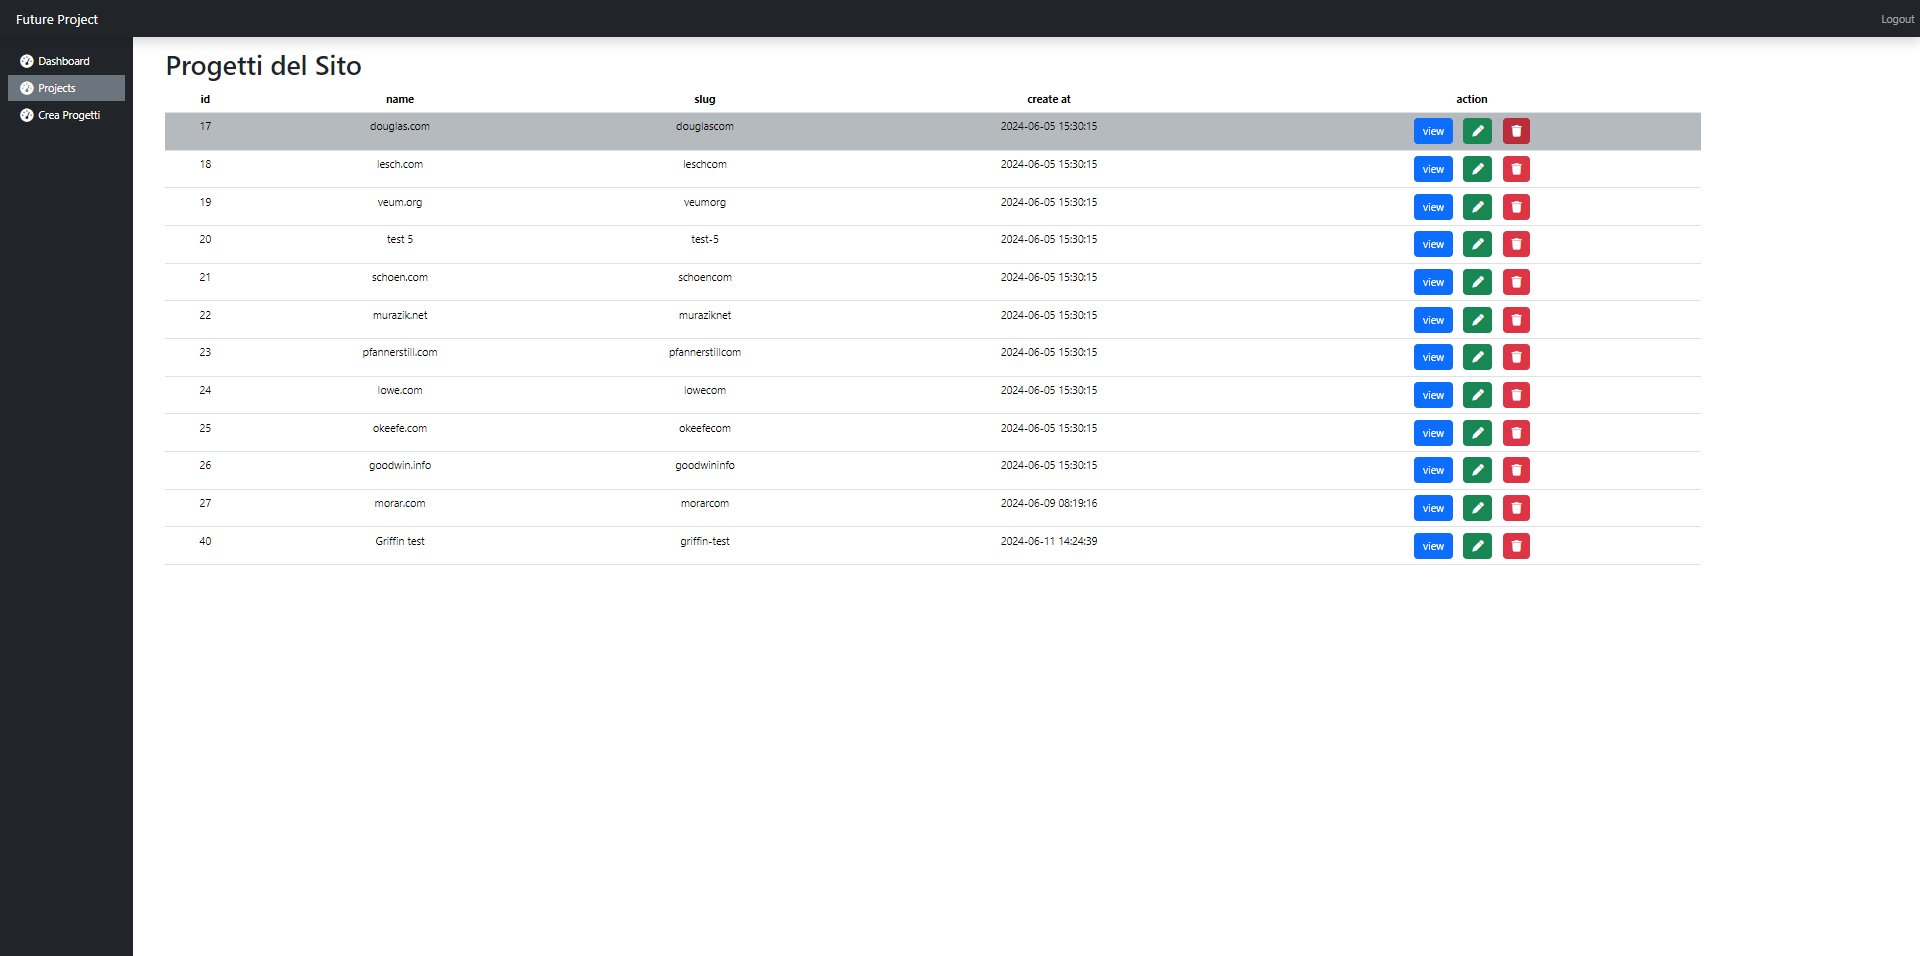 Future Project Logout
Dashboard
Projects
Crea Progetti
Progetti del Sito
id name slug create at action
17 douglas.com douglascom 2024-06-05 15:30:15 view
18 lesch.com leschcom 2024-06-05 15:30:15 view
19 veum.org veumorg 2024-06-05 15:30:15 view
20 test 5 test-5 2024-06-05 15:30:15 view
21 schoen.com schoencom 2024-06-05 15:30:15 view
22 murazik.net muraziknet 2024-06-05 15:30:15 view
23 pfannerstill.com pfannerstillcom 2024-06-05 15:30:15 view
24 lowe.com lowecom 2024-06-05 15:30:15 view
25 okeefe.com okeefecom 2024-06-05 15:30:15 view
26 goodwin.info goodwininfo 2024-06-05 15:30:15 view
27 morar.com morarcom 2024-06-09 08:19:16 view
40 Griffin test griffin-test 2024-06-11 14:24:39 view